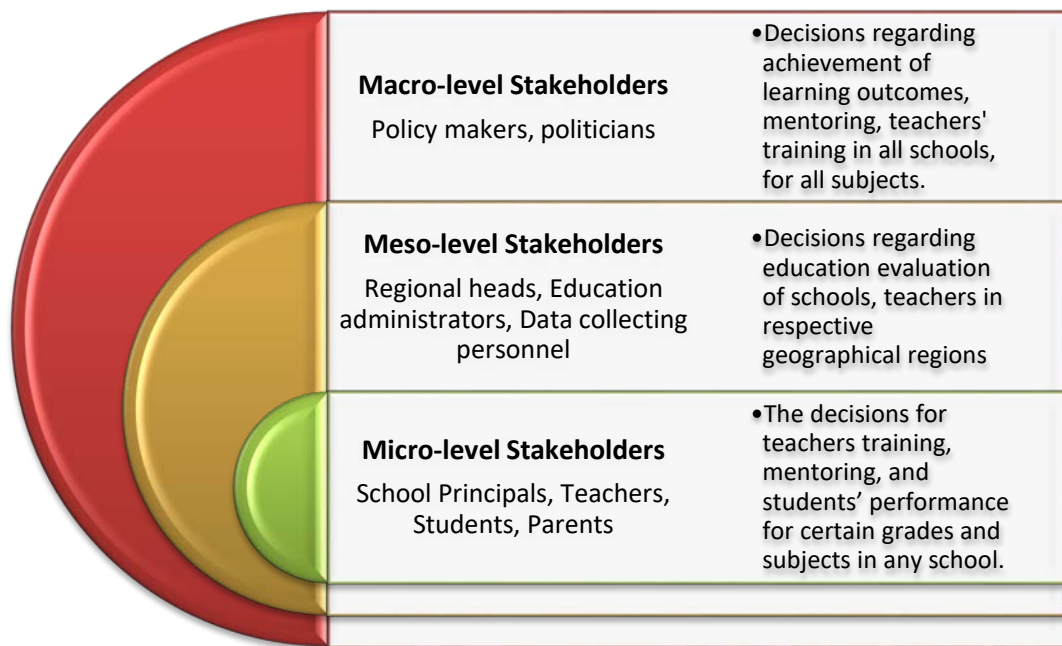 Macro-level Stakeholders
Policy makers, politicians
•Decisions regarding
achievement of
learning outcomes,
mentoring, teachers'
training in all schools,
for all subjects.
Meso-level Stakeholders
Regional heads, Education
administrators, Data collecting
personnel
•Decisions regarding
education evaluation
of schools, teachers in
respective
geographical regions
Micro-level Stakeholders
School Principals, Teachers,
Students, Parents
•The decisions for
teachers training,
mentoring, and
students’ performance
for certain grades and
subjects in any school.